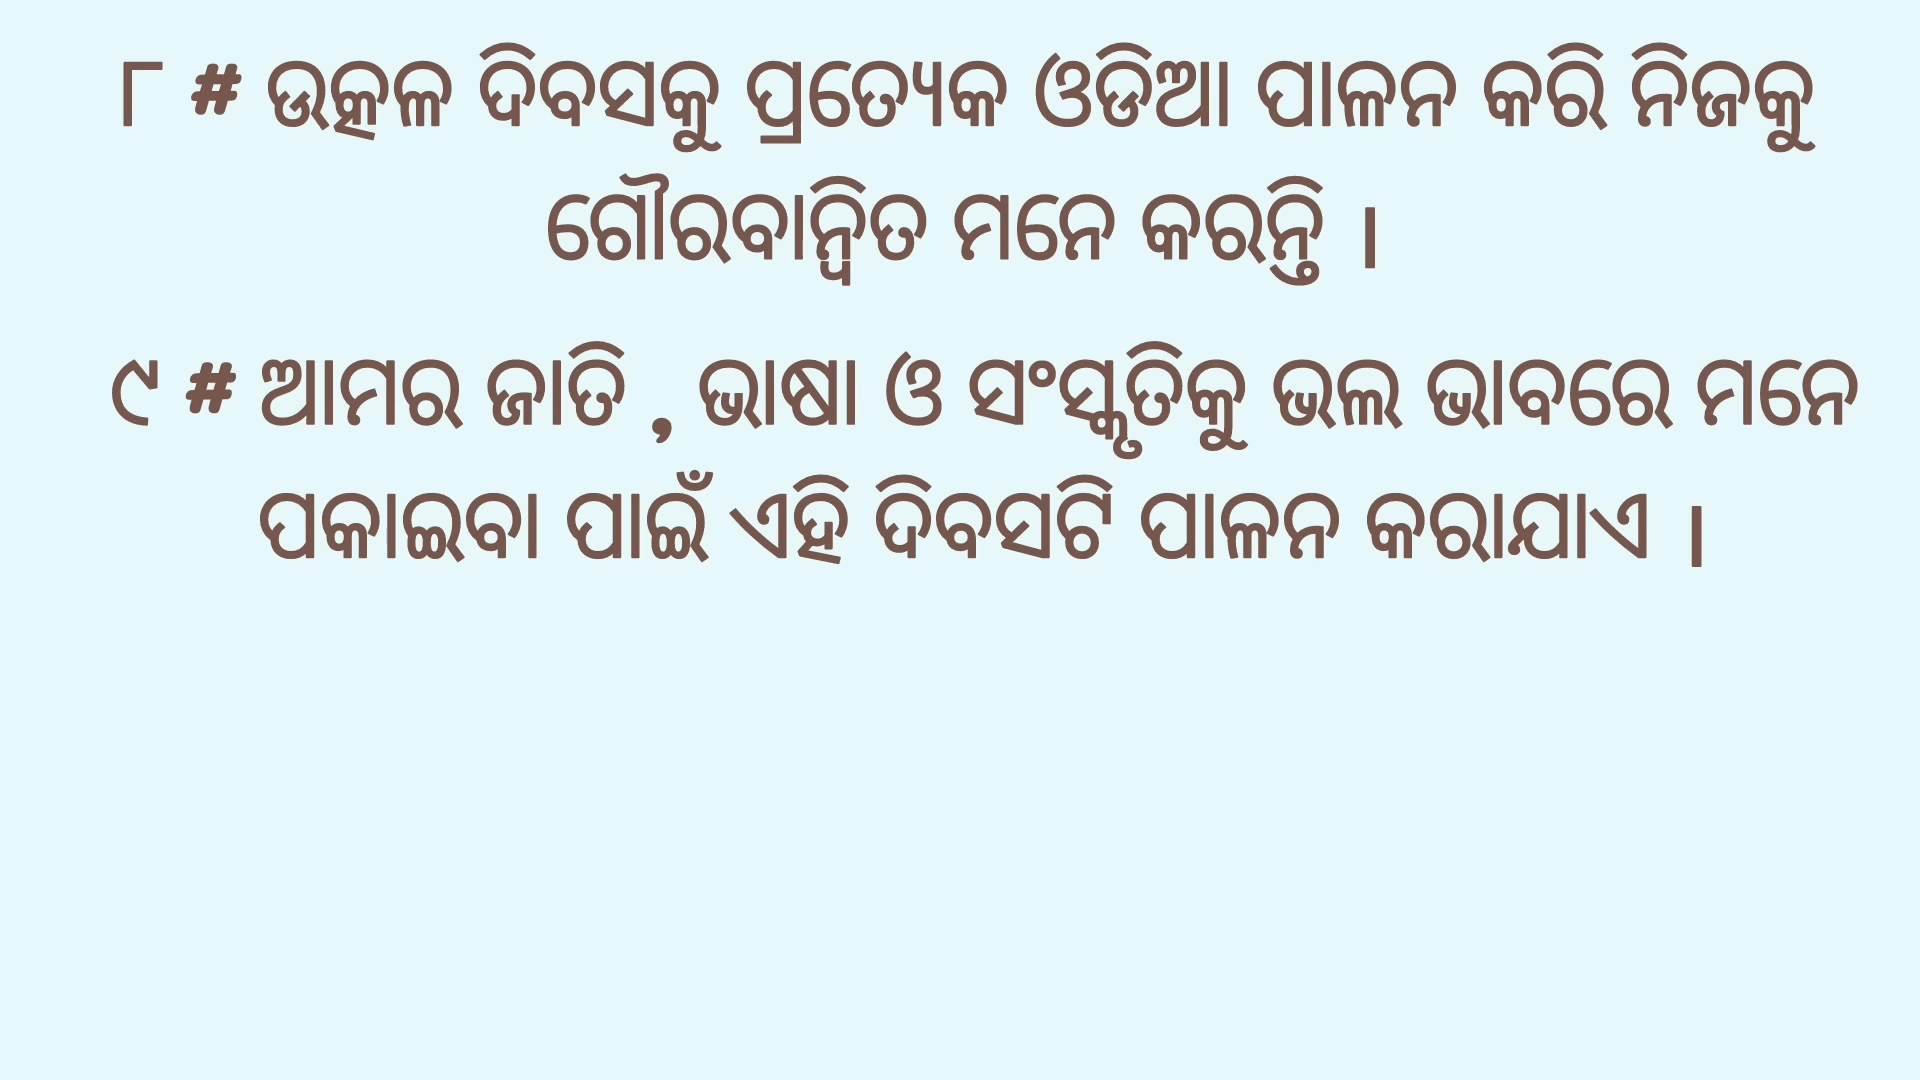 ୮ # ଉତ୍କଳ ଦିବସକୁ ପ୍ରତ୍ୟେକ ଓଡିଆ ପାଳନ କରି ନିଜକୁ
ଗୌରବାନ୍ୱିତ ମନେ କରନ୍ତି ।
୯ # ଆମର ଜାତି , ଭାଷା ଓ ସଂସ୍କୃତିକୁ ଭଲ ଭାବରେ ମନେ
ପକାଇବା ପାଇଁ ଏହି ଦିବସଟି ପାଳନ କରାଯାଏ ।